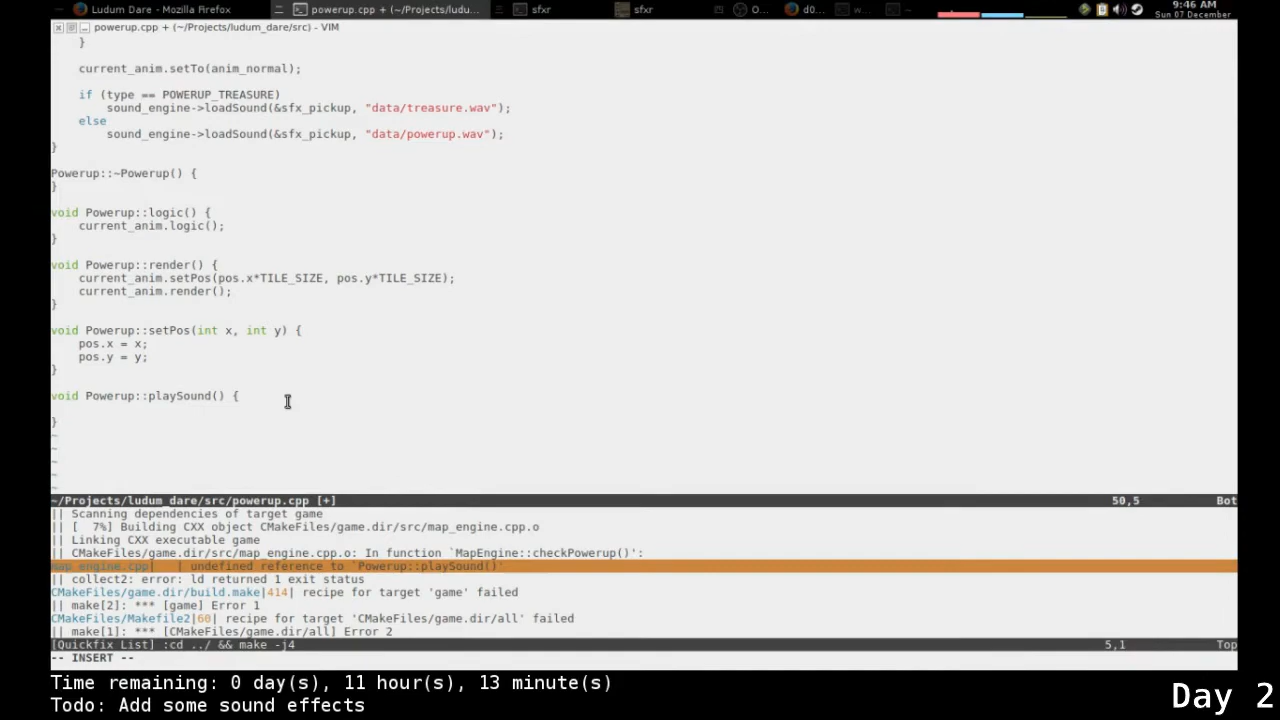 Ludum Dare - Mozilla Firefox
powerup.cpp + (~/Projects/ludu...
sfxr
sfxr
O...
d0...
w...
~
9:46 AM
Sun 07 December
powerup.cpp + (~/Projects/ludum_dare/src) - VIM
}
current_anim.setTo(anim_normal);
if (type == POWERUP_TREASURE)
sound_engine->loadSound(&sfx_pickup, "data/treasure.wav");
else
sound_engine->loadSound(&sfx_pickup, "data/powerup.wav");
}
Powerup::~Powerup() {
}
void Powerup::logic() {
current_anim.logic();
}
void Powerup::render() {
current_anim.setPos(pos.x*TILE_SIZE, pos.y*TILE_SIZE);
current_anim.render();
}
void Powerup::setPos(int x, int y) {
pos.x = x;
pos.y = y;
}
void Powerup::playSound() {
}
~
~
~
~
~
~/Projects/ludum_dare/src/powerup.cpp [+] 50,5 Bot
|| Scanning dependencies of target game
|| [  7%] Building CXX object CMakeFiles/game.dir/src/map_engine.cpp.o
|| Linking CXX executable game
|| CMakeFiles/game.dir/src/map_engine.cpp.o: In function `MapEngine::checkPowerup()':
map_engine.cpp|   | undefined reference to `Powerup::playSound()'
|| collect2: error: ld returned 1 exit status
CMakeFiles/game.dir/build.make|414| recipe for target 'game' failed
|| make[2]: *** [game] Error 1
CMakeFiles/Makefile2|60| recipe for target 'CMakeFiles/game.dir/all' failed
|| make[1]: *** [CMakeFiles/game.dir/all] Error 2
[Quickfix List] :cd ../ && make -j4 5,1 Top
-- INSERT --
Time remaining: 0 day(s), 11 hour(s), 13 minute(s)
Todo: Add some sound effects
Day 2